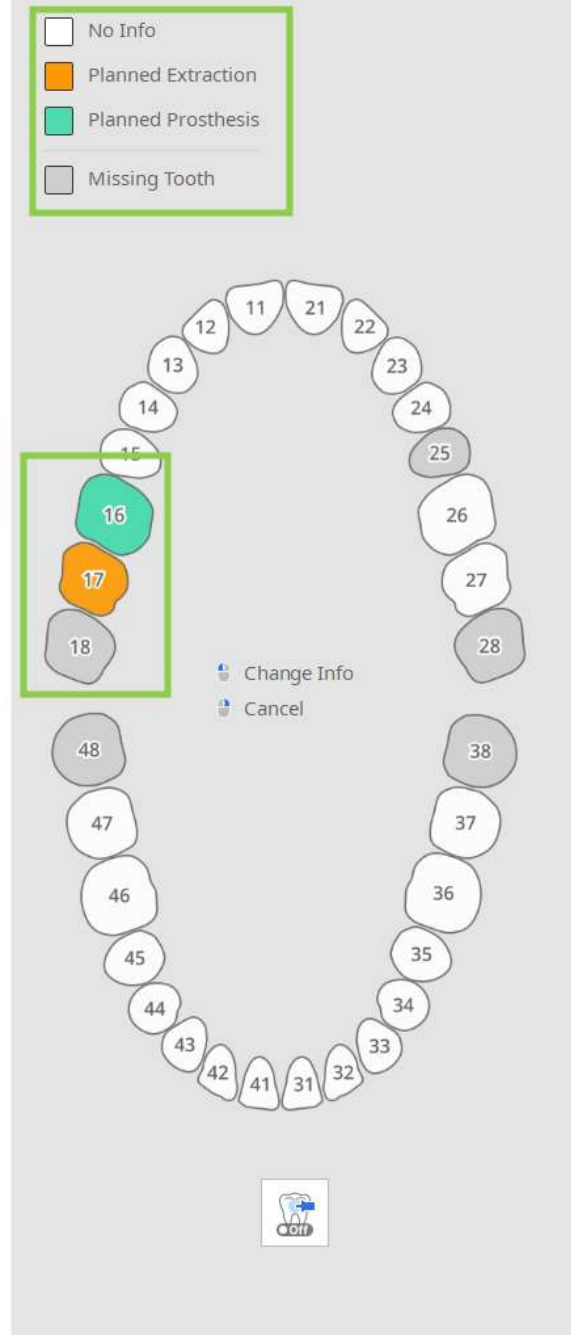 No Info
Planned Extraction
Planned Prosthesis
Missing Tooth
11 21
12 22
13 23
14 24
15 25
16 26
17 27
18 28
Change Info
Cancel
48 38
47 37
46 36
45 35
44 34
43 33
42 41 31 32
Off